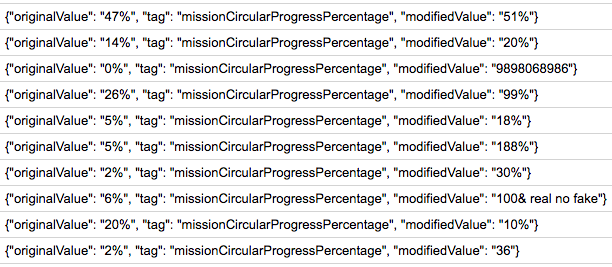 {"originalValue": "47%", "tag": "missionCircularProgressPercentage", "modifiedValue": "51%"}
{"originalValue": "14%", "tag": "missionCircularProgressPercentage", "modifiedValue": "20%"}
{"originalValue": "0%", "tag": "missionCircularProgressPercentage", "modifiedValue": "9898068986"}
{"originalValue": "26%", "tag": "missionCircularProgressPercentage", "modifiedValue": "99%"}
{"originalValue": "5%", "tag": "missionCircularProgressPercentage", "modifiedValue": "18%"}
{"originalValue": "5%", "tag": "missionCircularProgressPercentage", "modifiedValue": "188%"}
{"originalValue": "2%", "tag": "missionCircularProgressPercentage", "modifiedValue": "30%"}
{"originalValue": "6%", "tag": "missionCircularProgressPercentage", "modifiedValue": "100& real no fake"}
{"originalValue": "20%", "tag": "missionCircularProgressPercentage", "modifiedValue": "10%"}
{"originalValue": "2%", "tag": "missionCircularProgressPercentage", "modifiedValue": "36"}